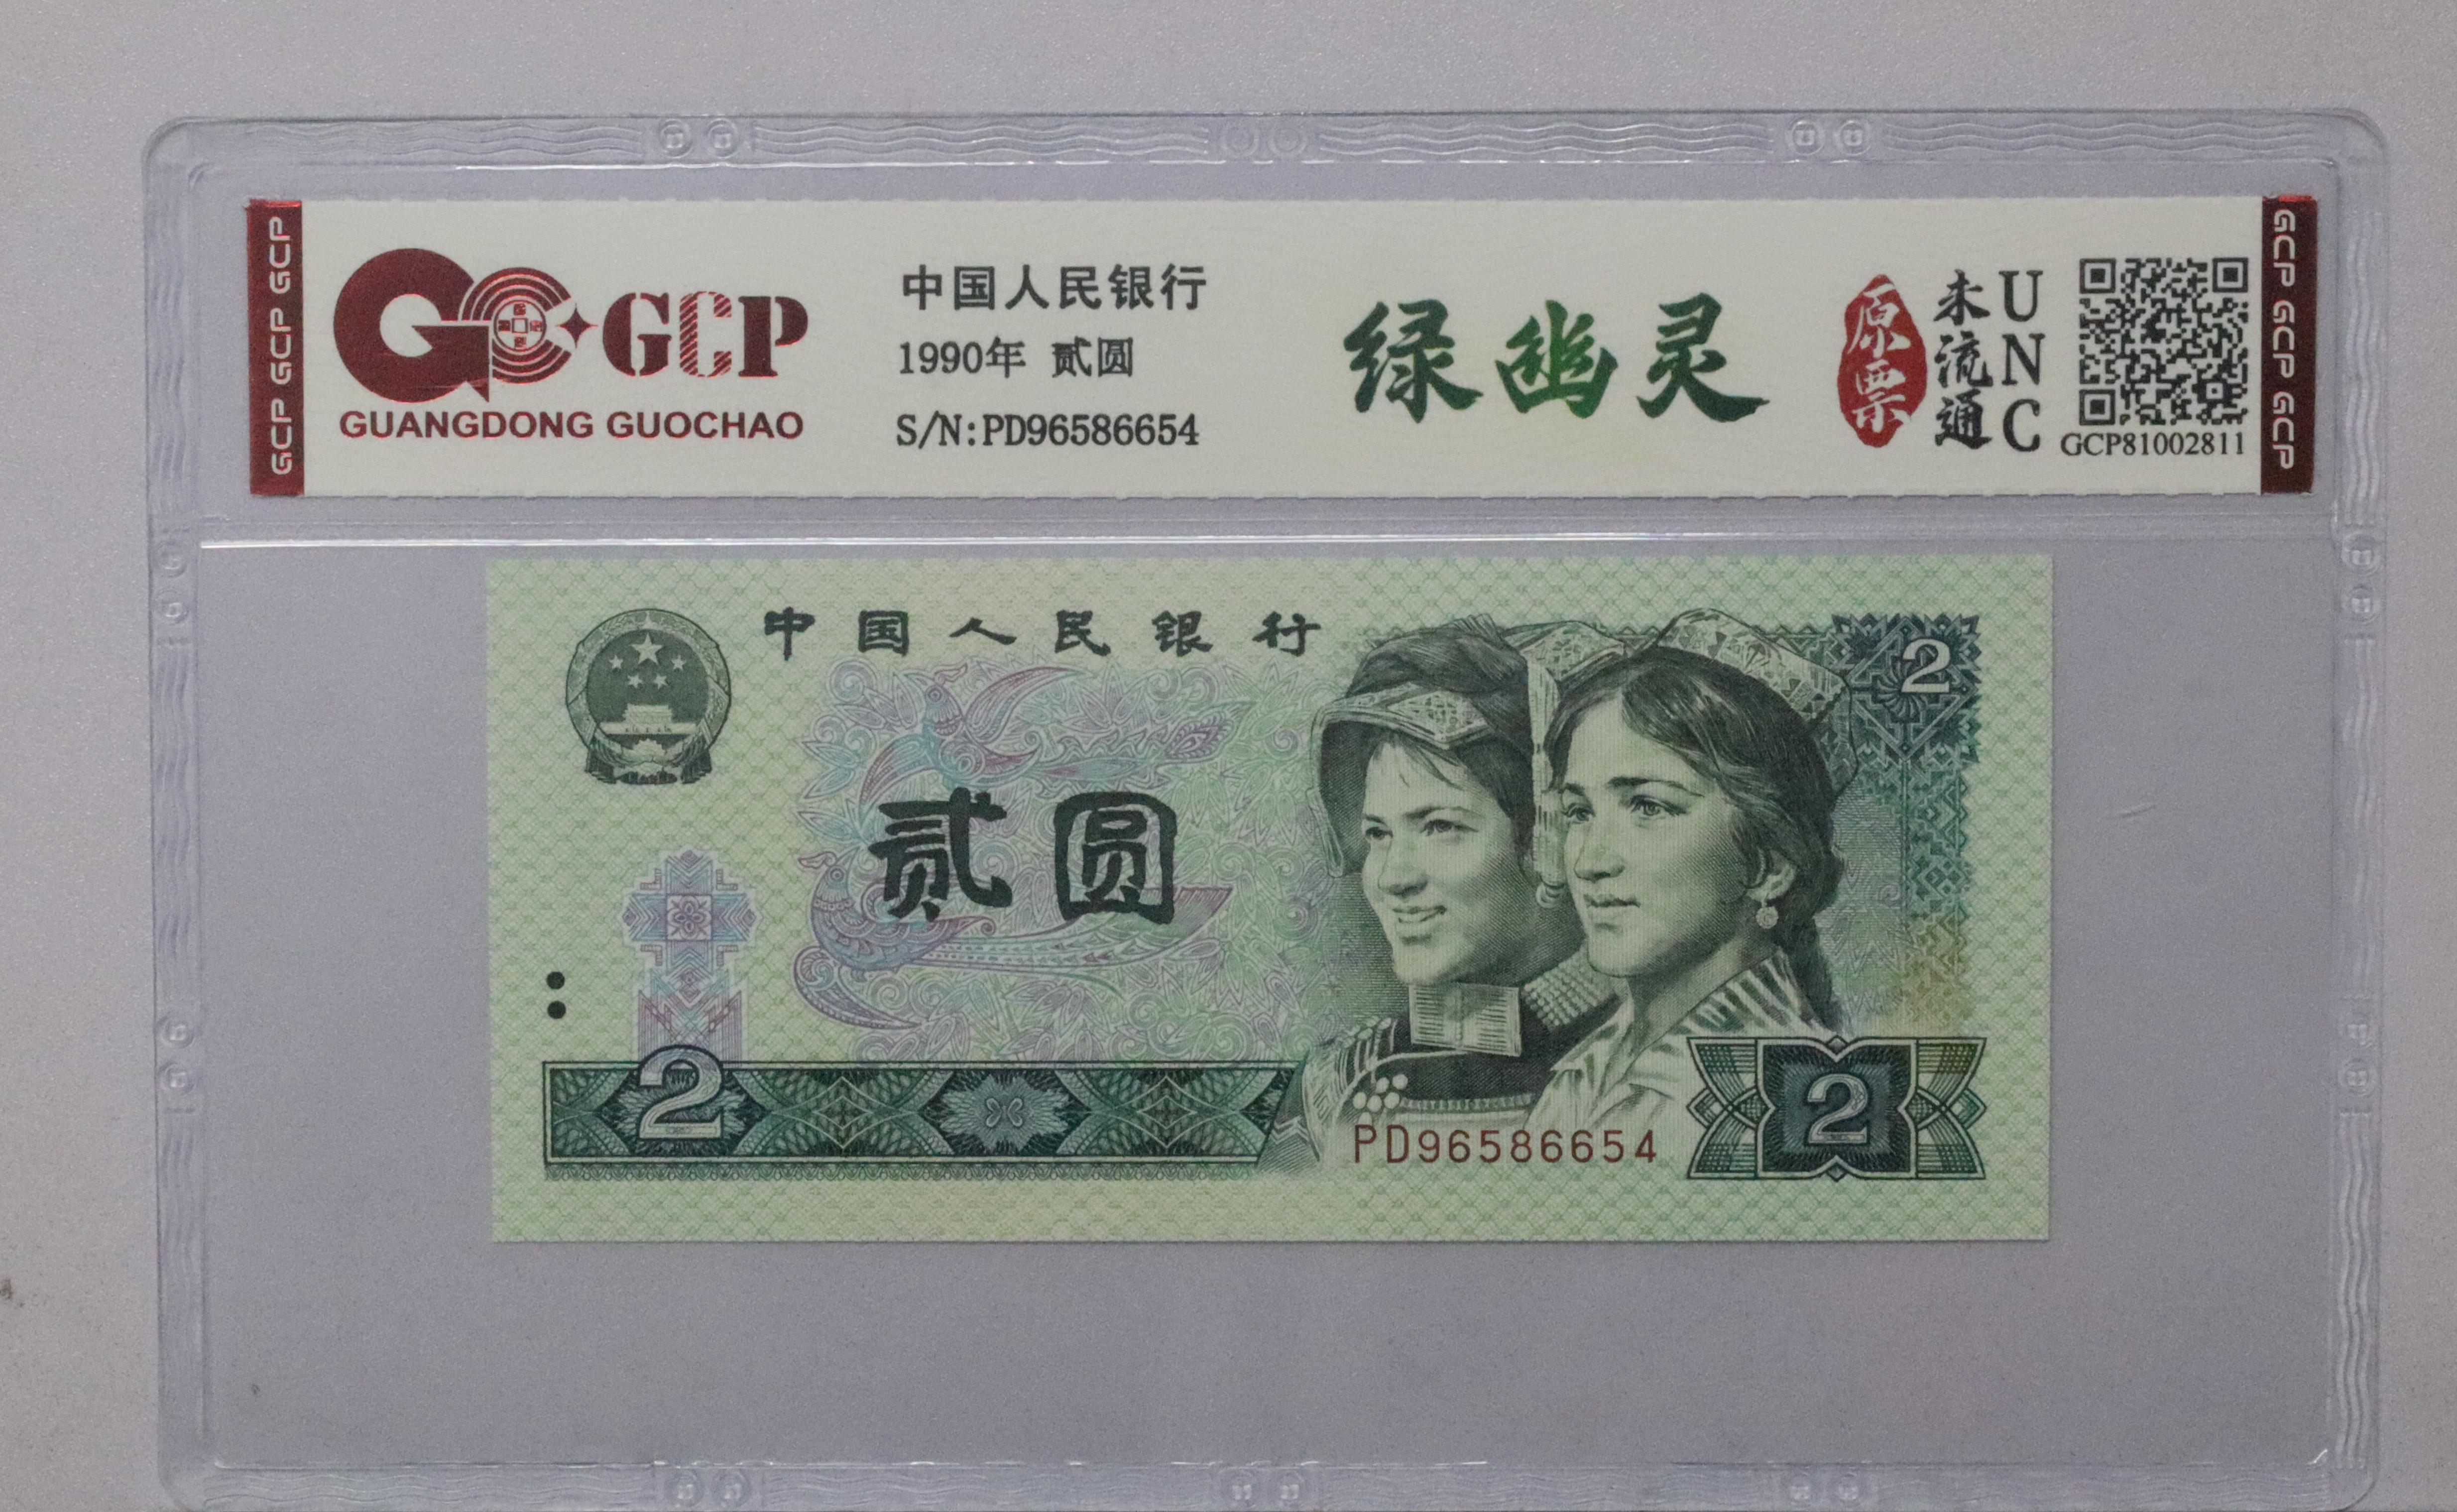 GCP GCP GCP
GCP
GUANGDONG GUOCHAO
中国人民银行
1990年 贰圆
S/N:PD96586654
绿幽灵
原票
未流通
UNC
GCP81002811
GCP GCP GCP
中国人民银行
2
贰圆
2
PD96586654
2